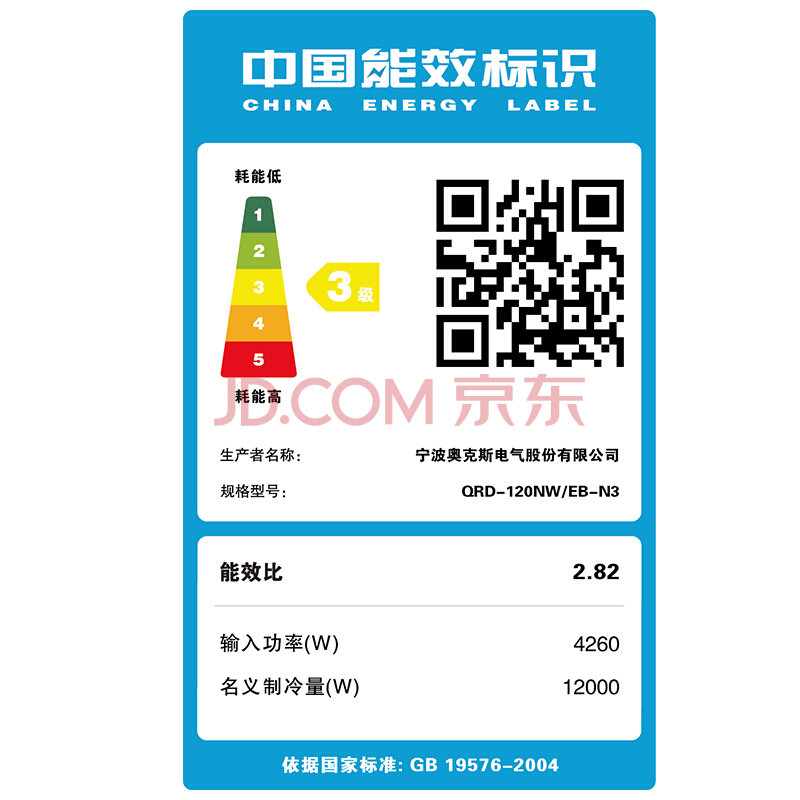 中国能效标识
CHINA ENERGY LABEL
耗能低
1
2
3
4
5
3级
耗能高
JD.COM 京东
生产者名称: 宁波奥克斯电气股份有限公司
规格型号: QRD-120NW/EB-N3
能效比 2.82
输入功率(W) 4260
名义制冷量(W) 12000
依据国家标准: GB 19576-2004